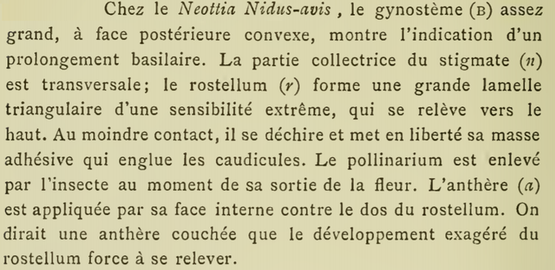 Chez le Neottia Nidus-avis, le gynostème (B) assez
grand, à face postérieure convexe, montre l'indication d'un
prolongement basilaire. La partie collectrice du stigmate (n)
est transversale; le rostellum (r) forme une grande lamelle
triangulaire d'une sensibilité extrême, qui se relève vers le
haut. Au moindre contact, il se déchire et met en liberté sa masse
adhésive qui englue les caudicules. Le pollinarium est enlevé
par l'insecte au moment de sa sortie de la fleur. L'anthère (a)
est appliquée par sa face interne contre le dos du rostellum. On
dirait une anthère couchée que le développement exagéré du
rostellum force à se relever.